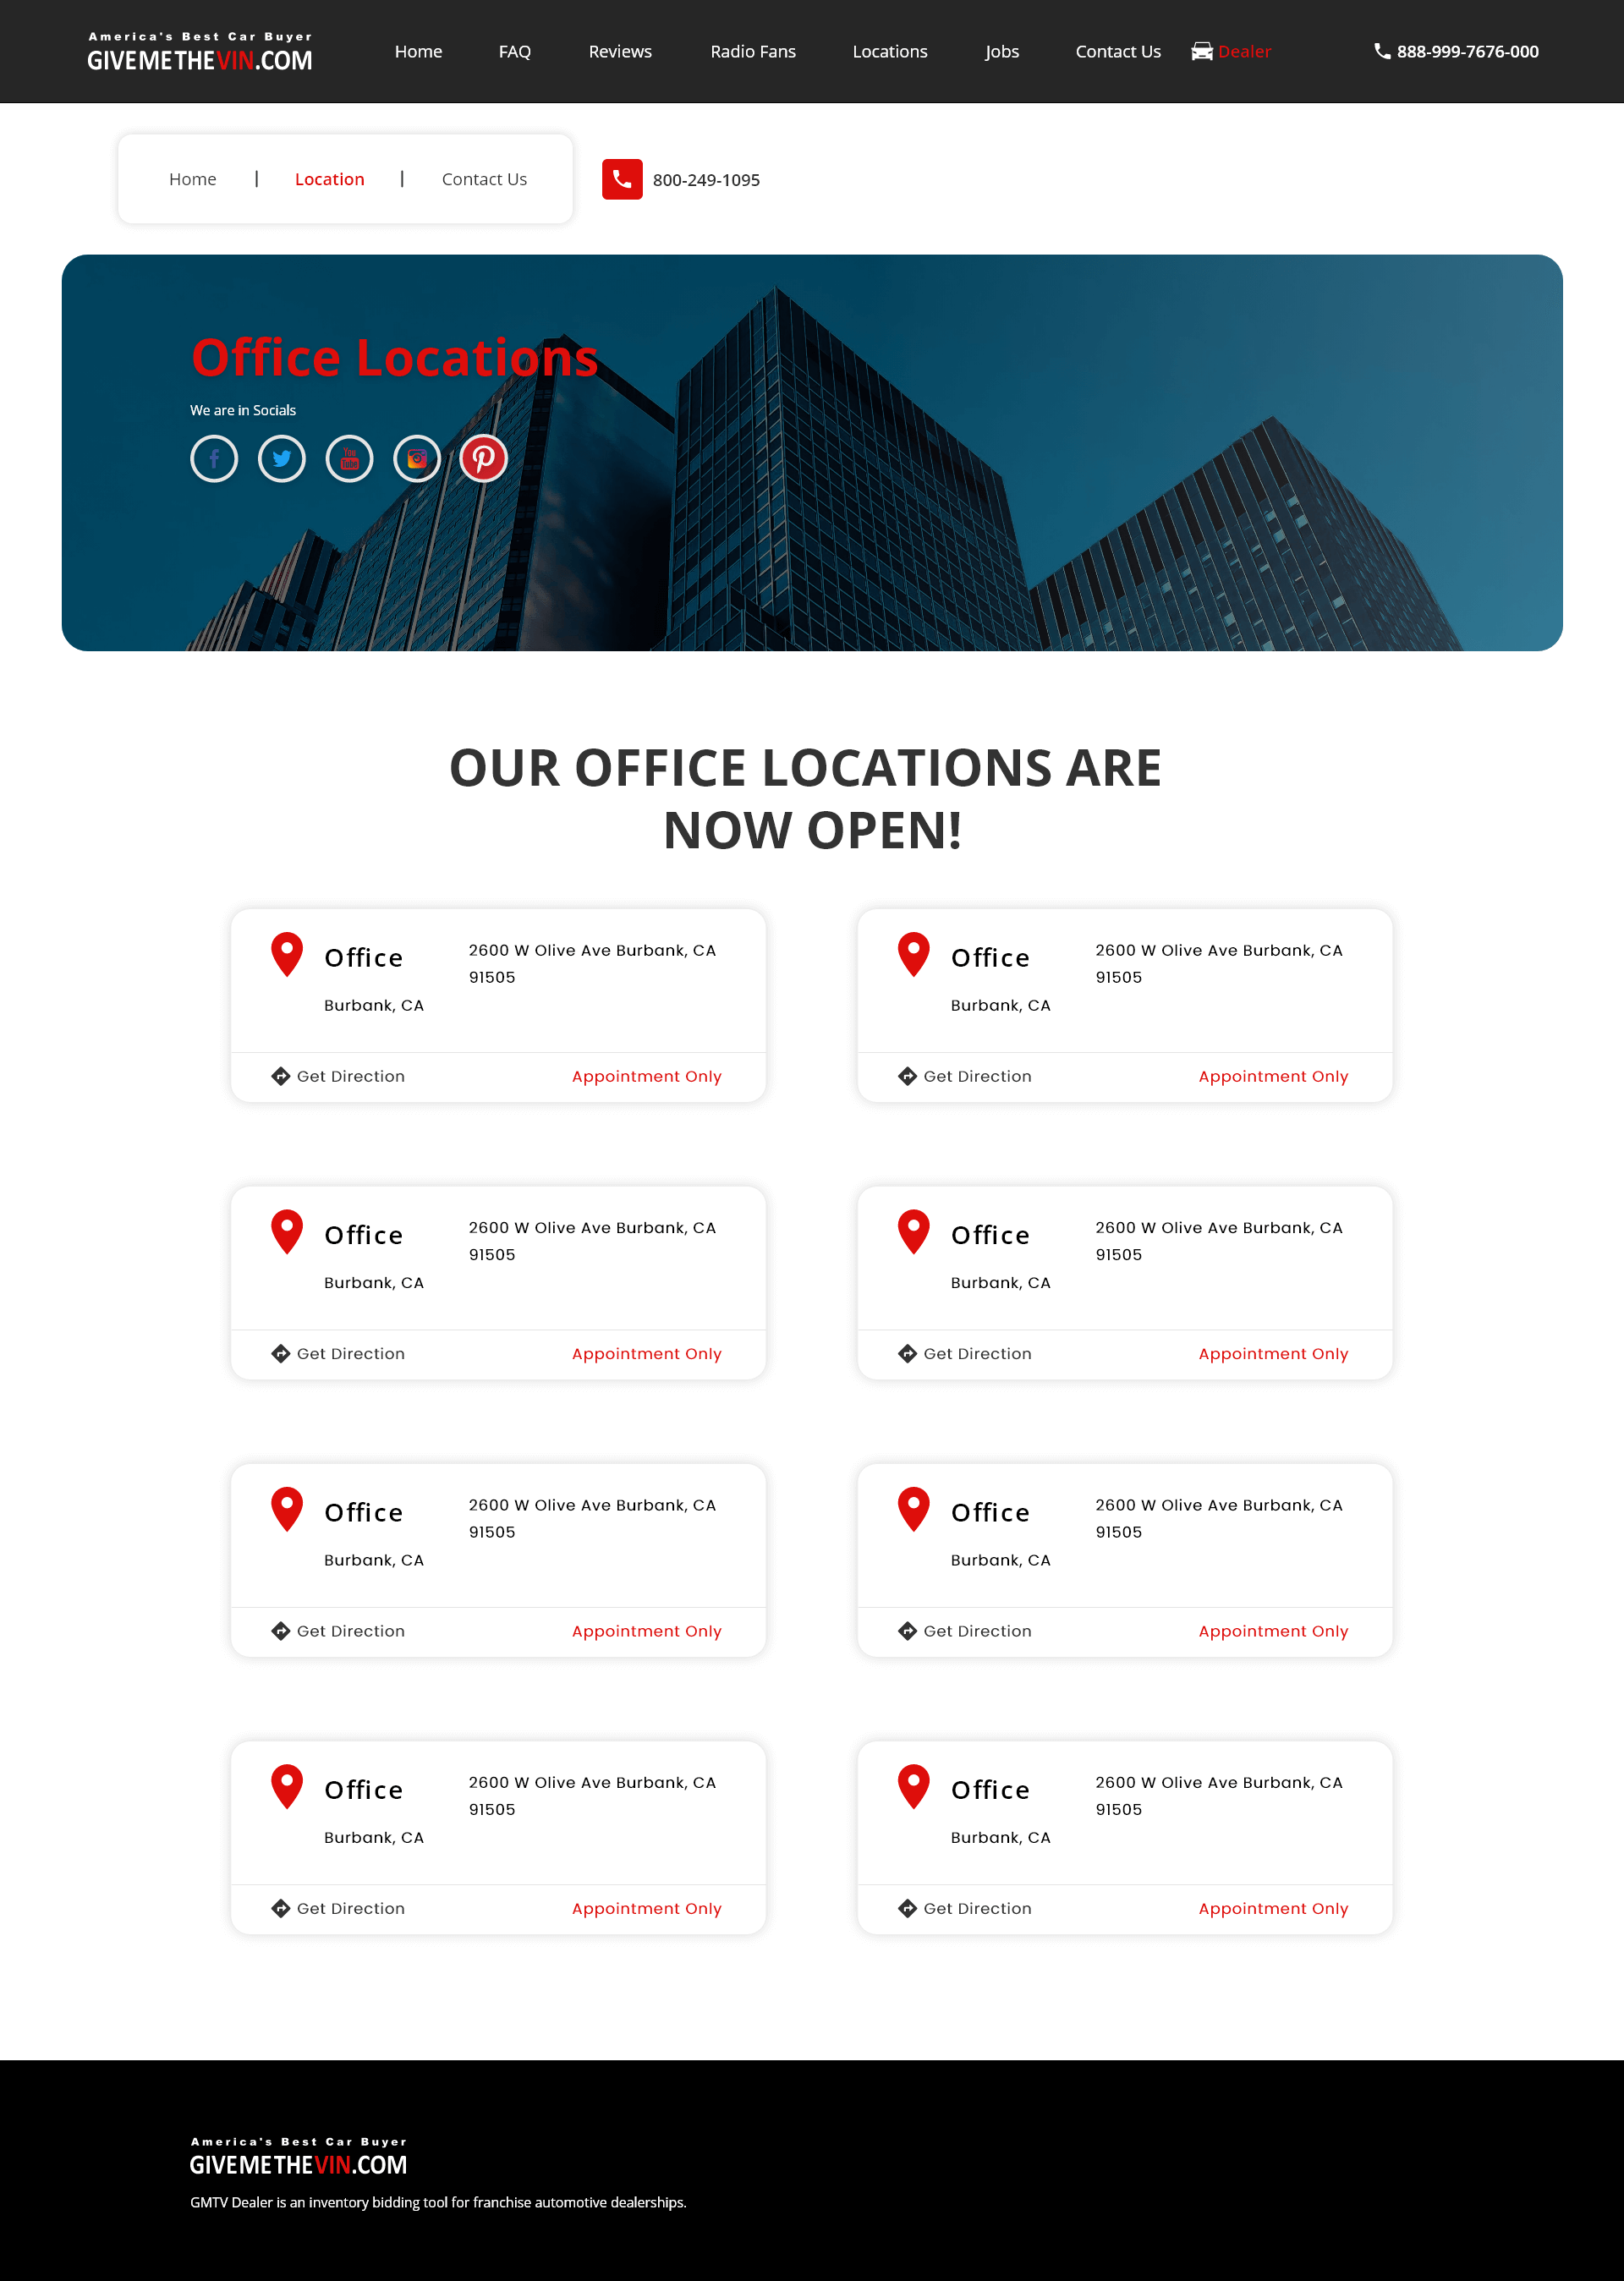 America's Best Car Buyer
GIVEMETHEVIN.COM
Home FAQ Reviews Radio Fans Locations Jobs Contact Us Dealer 888-999-7676-000
Home | Location | Contact Us 800-249-1095
Office Locations
We are in Socials
You
Tube
OUR OFFICE LOCATIONS ARE
NOW OPEN!
Office
Burbank, CA
2600 W Olive Ave Burbank, CA
91505
Get Direction Appointment Only
Office
Burbank, CA
2600 W Olive Ave Burbank, CA
91505
Get Direction Appointment Only
Office
Burbank, CA
2600 W Olive Ave Burbank, CA
91505
Get Direction Appointment Only
Office
Burbank, CA
2600 W Olive Ave Burbank, CA
91505
Get Direction Appointment Only
Office
Burbank, CA
2600 W Olive Ave Burbank, CA
91505
Get Direction Appointment Only
Office
Burbank, CA
2600 W Olive Ave Burbank, CA
91505
Get Direction Appointment Only
Office
Burbank, CA
2600 W Olive Ave Burbank, CA
91505
Get Direction Appointment Only
Office
Burbank, CA
2600 W Olive Ave Burbank, CA
91505
Get Direction Appointment Only
America's Best Car Buyer
GIVEMETHEVIN.COM
GMTV Dealer is an inventory bidding tool for franchise automotive dealerships.